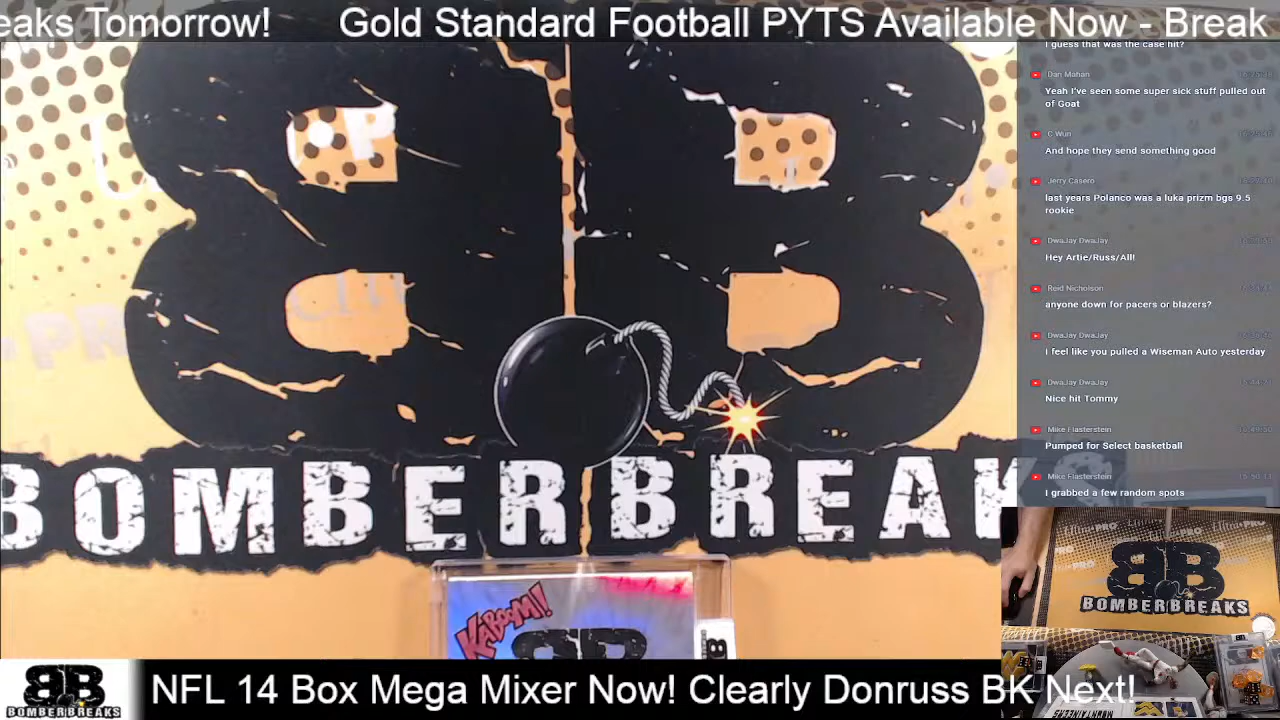 eaks Tomorrow! Gold Standard Football PYTS Available Now - Break
I guess that was the case hit?
Dan Mahan
Yeah I've seen some super sick stuff pulled out
of Goat
C Wun
And hope they send something good
Jerry Casero
last years Polanco was a luka prizm bgs 9.5
rookie
DwaJay DwaJay
Hey Artie/Russ/All!
Reid Nicholson
anyone down for pacers or blazers?
DwaJay DwaJay
I feel like you pulled a Wiseman Auto yesterday
DwaJay DwaJay
Nice hit Tommy
Mike Flasterstein
Pumped for Select basketball
Mike Flasterstein
I grabbed a few random spots
BB
BOMBERBREAK
KABOOM!!
BB
BOMBERBREAKS
BB
BOMBERBREAKS
NFL 14 Box Mega Mixer Now! Clearly Donruss BK Next!